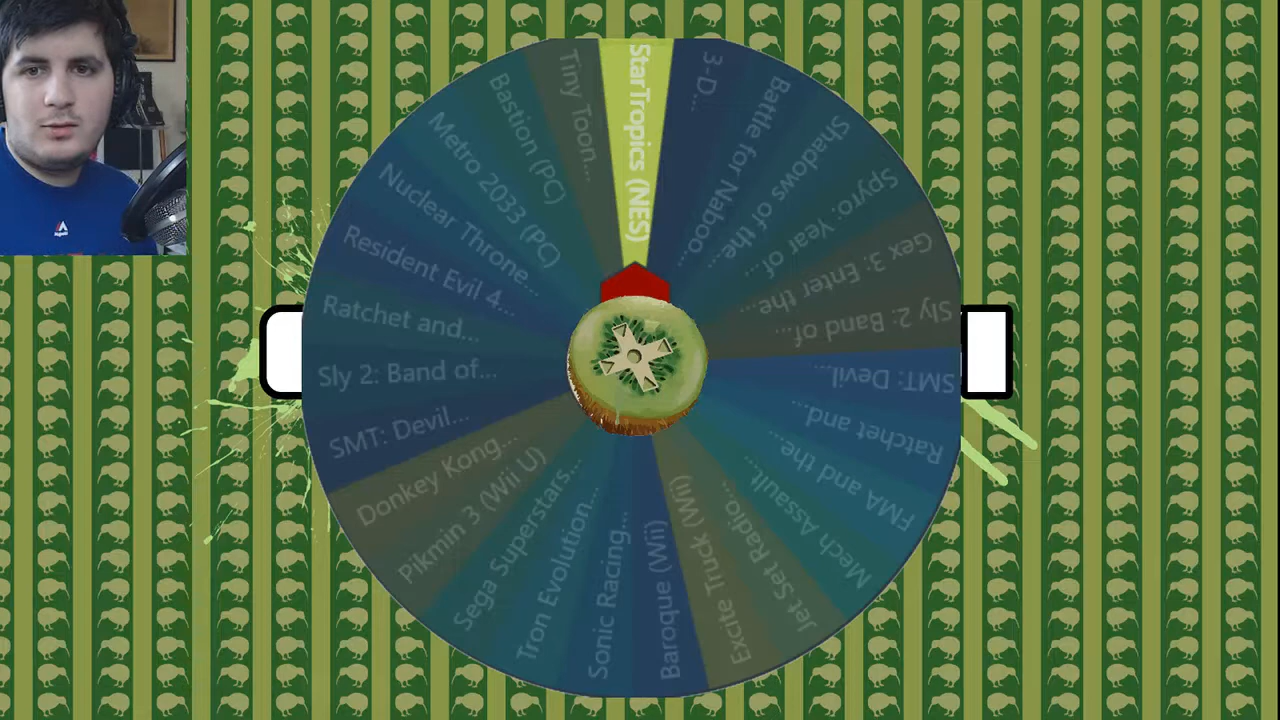 StarTropics (NES)
3-D...
Battle for Naboo...
Shadows of the...
Spyro: Year of ...
Gex 3: Enter the...
Sly 2: Band of...
SMT: Devil...
Ratchet and...
FMA and the...
Mech Assault...
Jet Set Radio...
Excite Truck (Wii)
Baroque (Wii)
Sonic Racing...
Tron Evolution...
Sega Superstars...
Pikmin 3 (Wii U)
Donkey Kong...
SMT: Devil...
Sly 2: Band of...
Ratchet and...
Resident Evil 4...
Nuclear Throne...
Metro 2033 (PC)
Bastion (PC)
Tiny Toon...